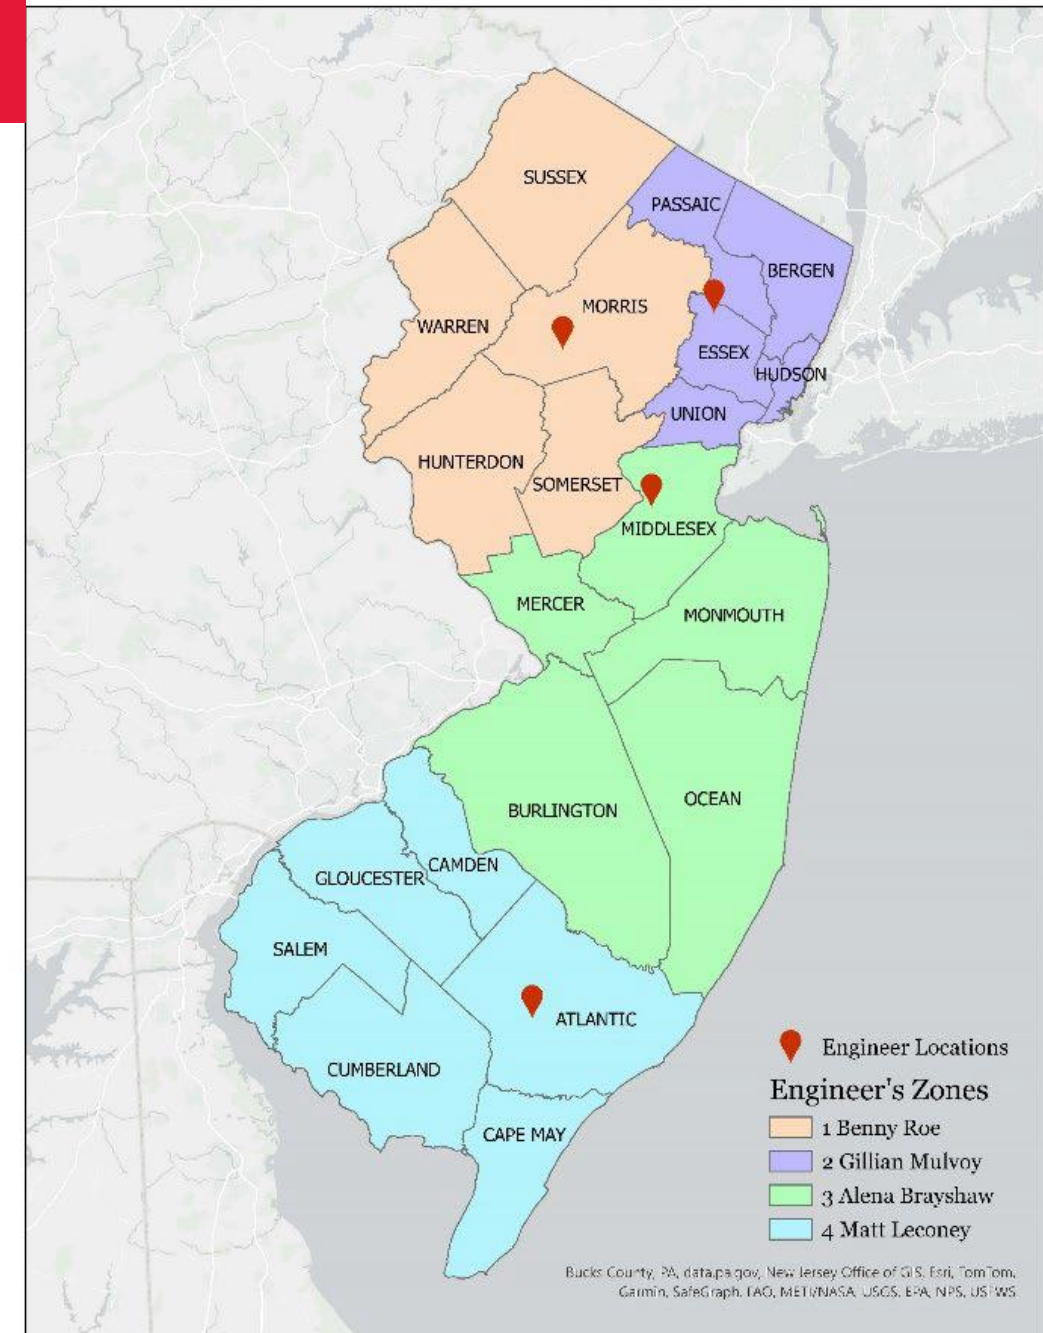 SUSSEX
PASSAIC
BERGEN
MORRIS
WARREN
ESSEX
HUDSON
UNION
HUNTERDON
SOMERSET
MIDDLESEX
MERCER
MONMOUTH
OCEAN
BURLINGTON
CAMDEN
GLOUCESTER
SALEM
ATLANTIC
CUMBERLAND
CAPE MAY
Engineer Locations
Engineer's Zones
1 Benny Roe
2 Gillian Mulvoy
3 Alena Brayshaw
4 Matt Leconey
Bucks County, PA, data.pa.gov, New Jersey Office of GIS, Esri, TomTom,
Garmin, SafeGraph, FAO, METI/NASA, USGS, EPA, NPS, USFWS